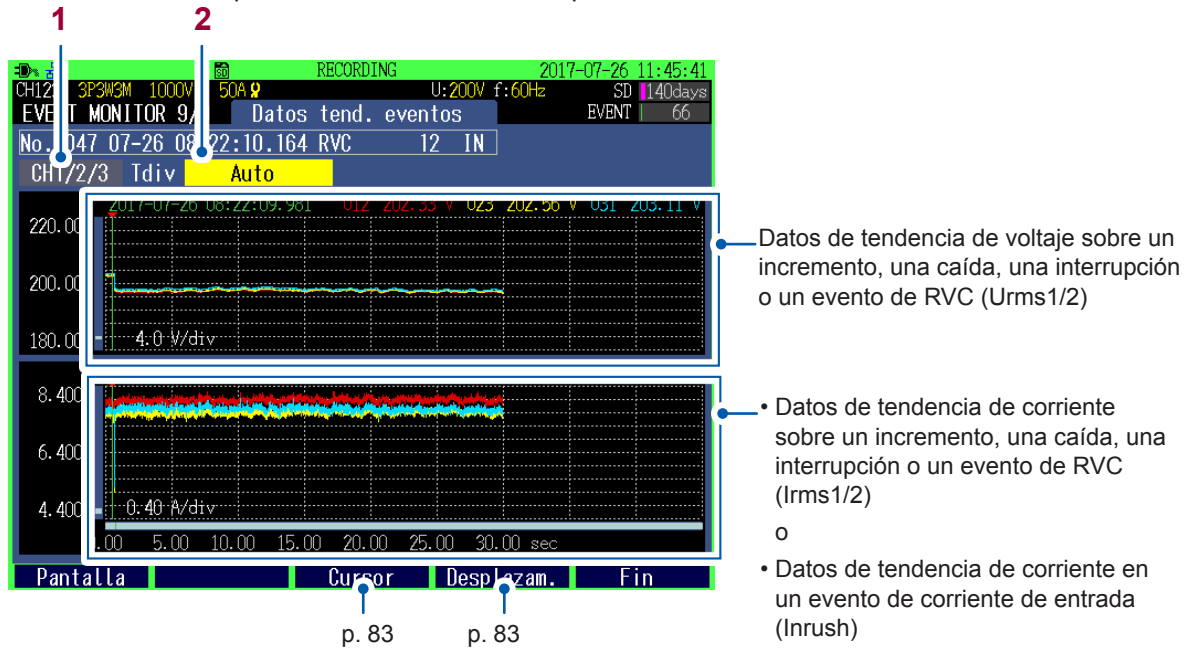 1
2
RECORDING
2017-07-26 11:45:41
3P3W3M 1000V 50A
U:200V f:60Hz
SD
140days
EVENT MONITOR 9/
Datos tend. eventos
EVENT
66
07-26
22:10.164 RVC
12 IN
CH1/2/3 Tdiv
Auto
2017-07-26 08:22:09.981 U12 202.33 V U23 202.56 V U31 203.11 V
220.00
200.00
180.00
4.0 V/div
8.400
6.400
4.400
0.40 A/div
5.00 10.00 15.00 20.00 25.00 30.00 sec
Pantalla
Cursor
Desplazam.
Fin
p. 83
p. 83
Datos de tendencia de voltaje sobre un
incremento, una caída, una interrupción
o un evento de RVC (Urms1/2)
• Datos de tendencia de corriente
sobre un incremento, una caída, una
interrupción o un evento de RVC
(Irms1/2)
o
• Datos de tendencia de corriente en
un evento de corriente de entrada
(Inrush)